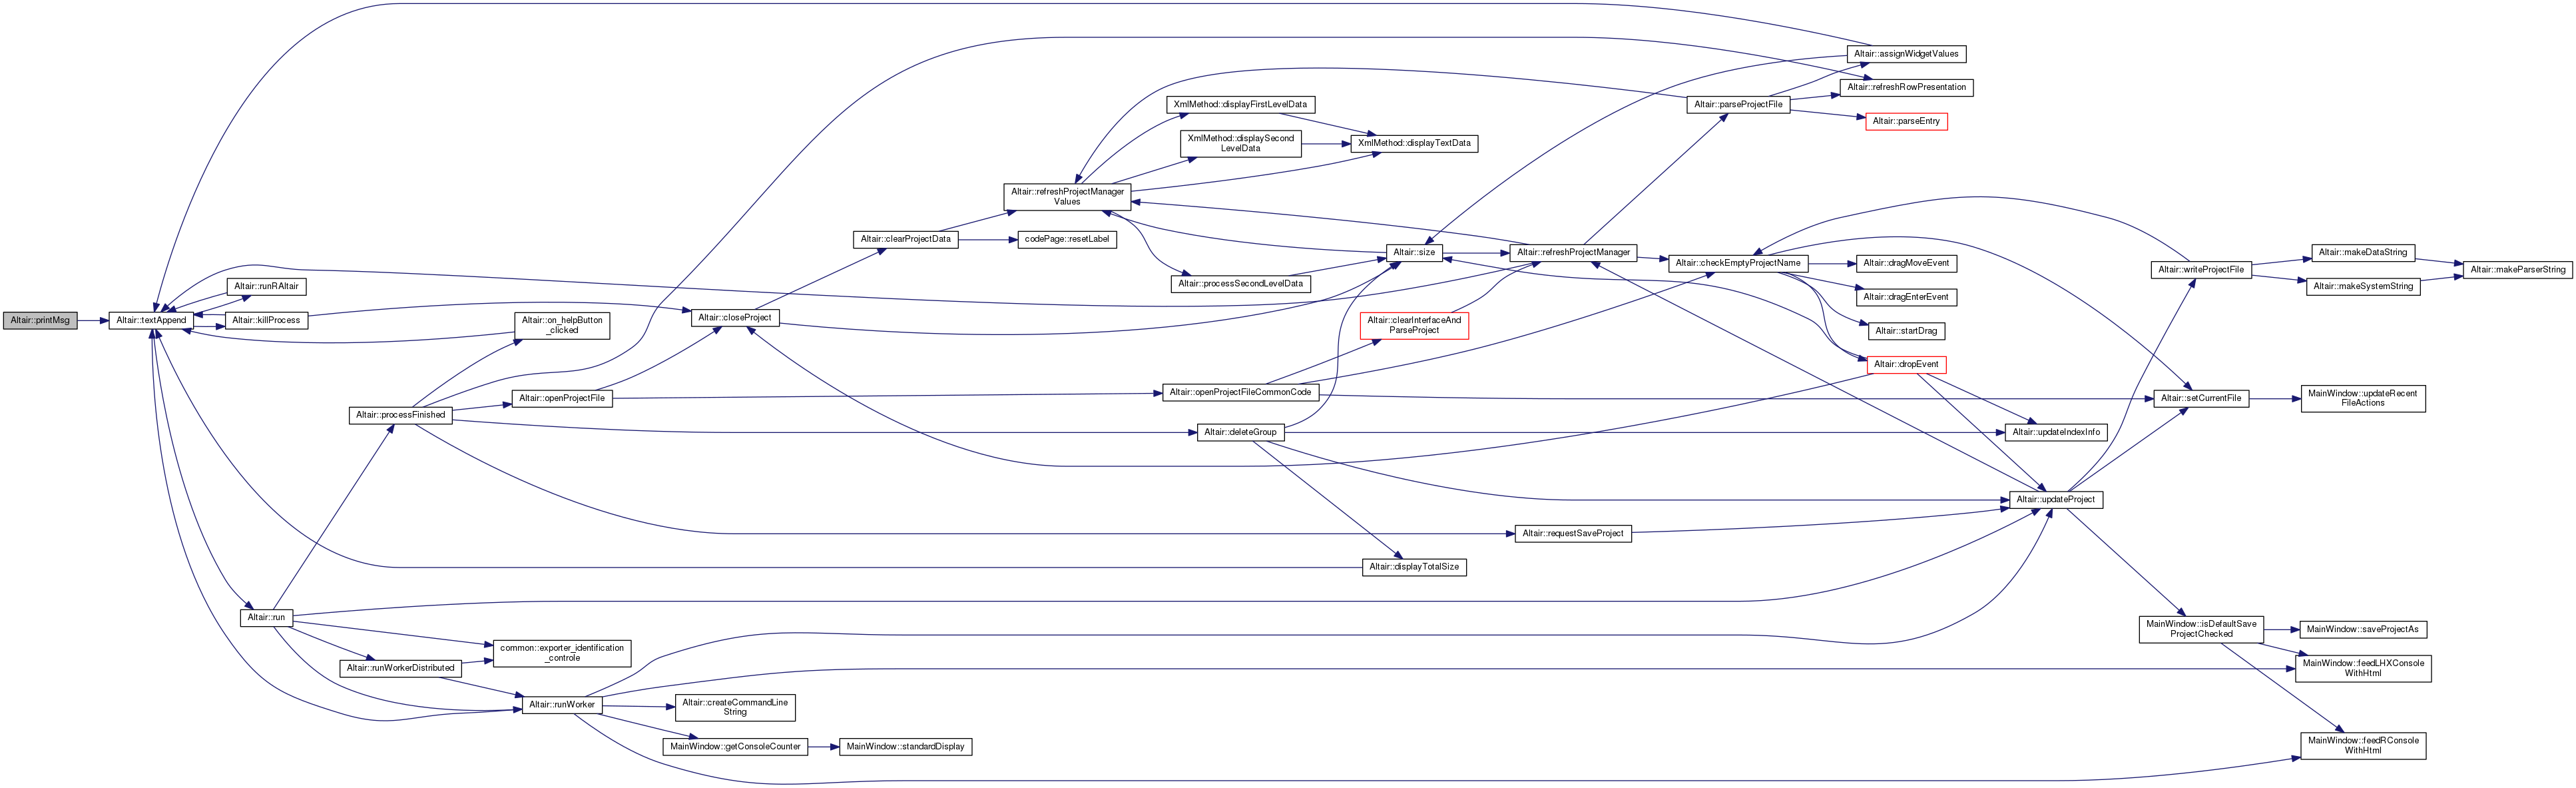 Altair::printMsg
Altair::textAppend
Altair::runRAltair
Altair::killProcess
Altair::run
Altair::processFinished
Altair::runWorkerDistributed
Altair::on_helpButton
_clicked
Altair::openProjectFile
common::exporter_identification
_controle
Altair::runWorker
Altair::closeProject
Altair::createCommandLine
String
MainWindow::getConsoleCounter
Altair::clearProjectData
MainWindow::standardDisplay
Altair::refreshProjectManager
Values
codePage::resetLabel
XmlMethod::displayFirstLevelData
XmlMethod::displaySecond
LevelData
Altair::processSecondLevelData
Altair::openProjectFileCommonCode
Altair::deleteGroup
XmlMethod::displayTextData
Altair::size
Altair::clearInterfaceAnd
ParseProject
Altair::displayTotalSize
Altair::refreshProjectManager
Altair::requestSaveProject
Altair::parseProjectFile
Altair::checkEmptyProjectName
Altair::assignWidgetValues
Altair::refreshRowPresentation
Altair::parseEntry
Altair::dragMoveEvent
Altair::dragEnterEvent
Altair::startDrag
Altair::dropEvent
Altair::updateIndexInfo
Altair::updateProject
Altair::writeProjectFile
Altair::setCurrentFile
MainWindow::isDefaultSave
ProjectChecked
Altair::makeDataString
Altair::makeSystemString
Altair::makeParserString
MainWindow::updateRecent
FileActions
MainWindow::saveProjectAs
MainWindow::feedLHXConsole
WithHtml
MainWindow::feedRConsole
WithHtml